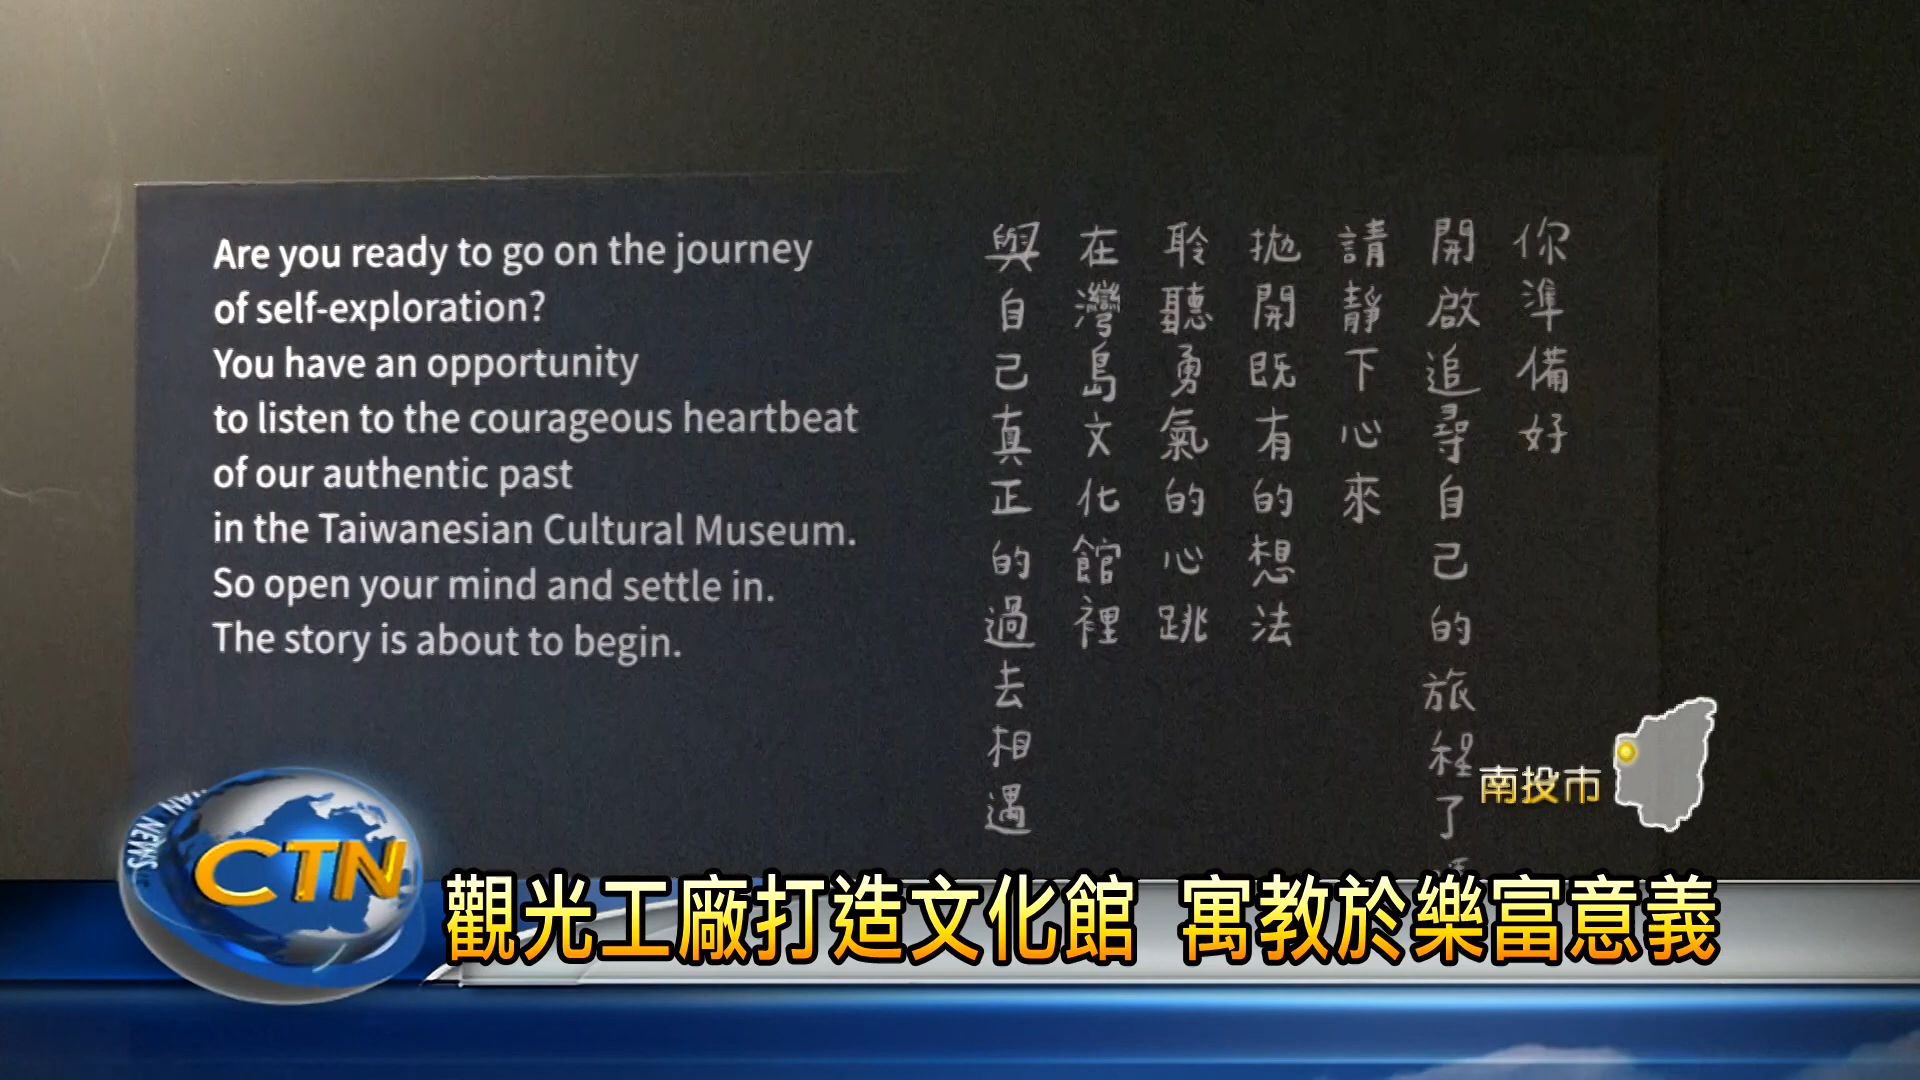 Are you ready to go on the journey
of self-exploration?
You have an opportunity
to listen to the courageous heartbeat
of our authentic past
in the Taiwanesian Cultural Museum.
So open your mind and settle in.
The story is about to begin.
你準備好
開啟追尋自己的旅程了
請靜下心來
拋開既有的想法
聆聽勇氣的心跳
在灣島文化館裡
與自己真正的過去相遇
南投市
NEWS
CTN
觀光工廠打造文化館 寓教於樂富意義